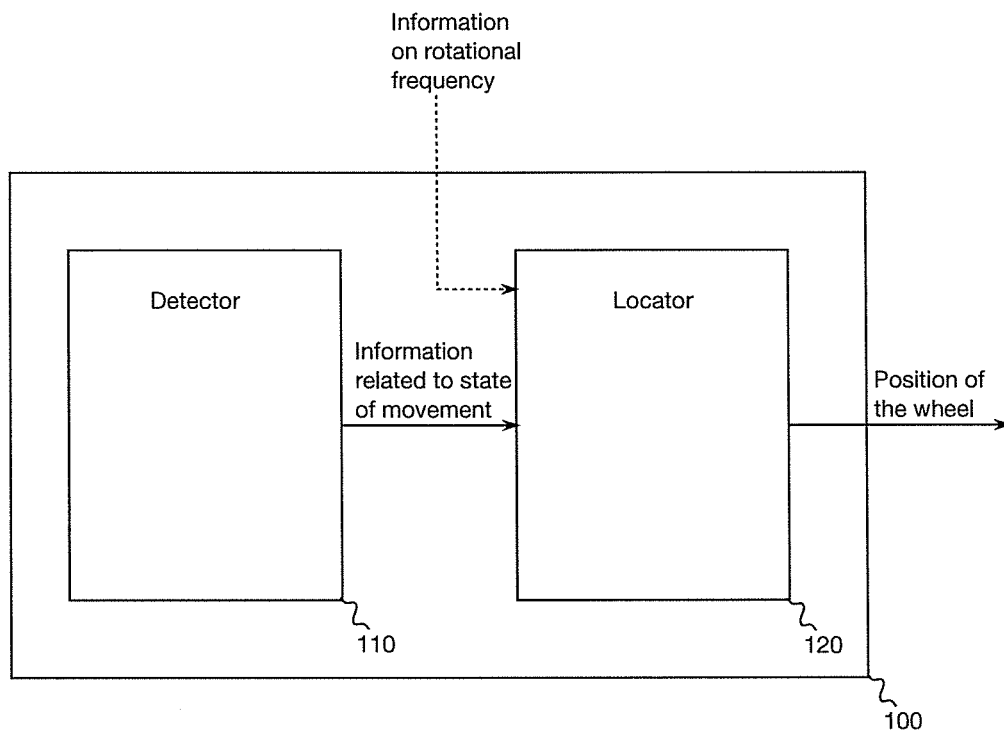 Information
on rotational
frequency
Detector
Locator
Information
related to state
of movement
Position of
the wheel
110
120
100